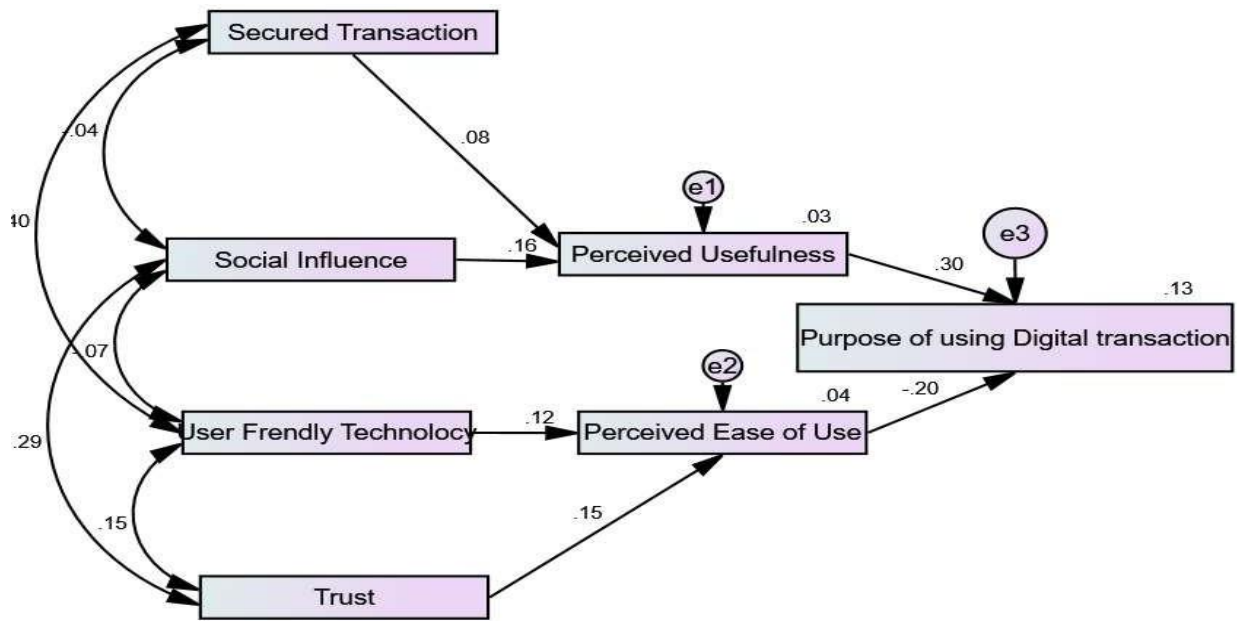 Secured Transaction
-.04
.08
e1
.03
e3
40
Social Influence
.16
Perceived Usefulness
.30
.13
Purpose of using Digital transaction
-.07
e2
.04
-.20
.29
User Frendly Technolocy
.12
Perceived Ease of Use
.15
.15
Trust